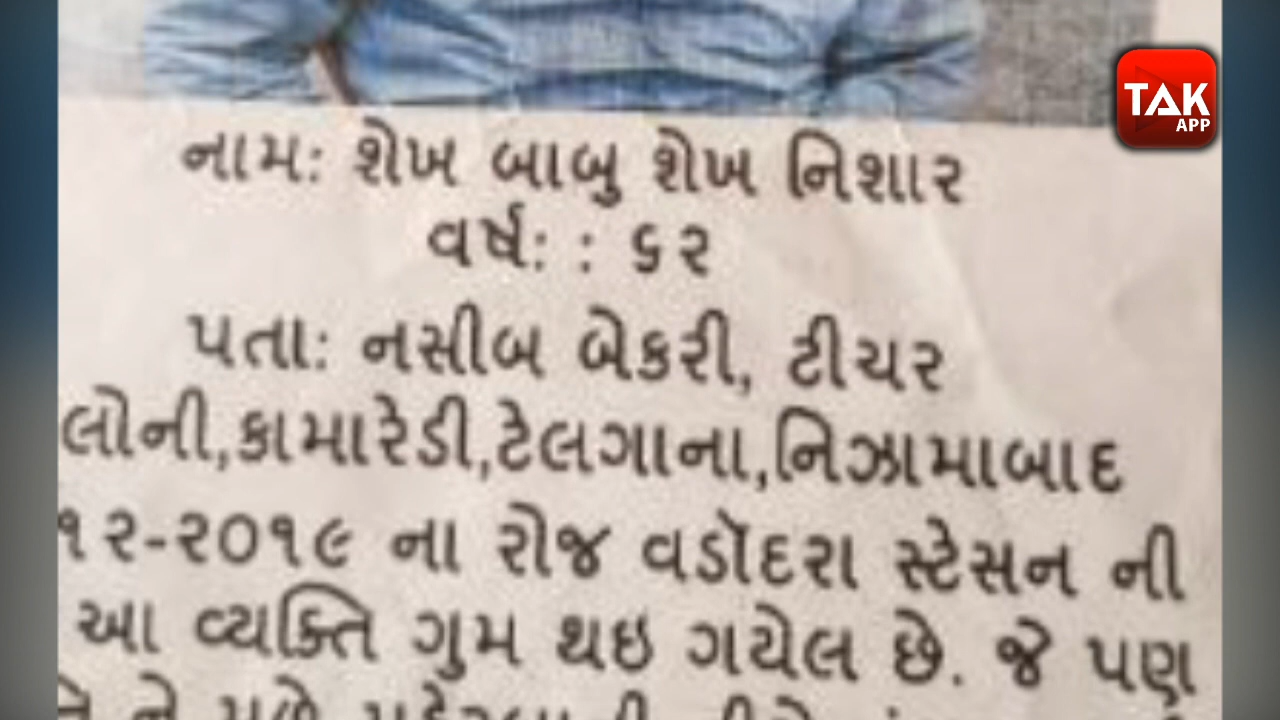 TAK
APP
નામ: શેખ બાબુ શેખ નિશાર
વર્ષ: : ૬૨
પતા: નસીબ બેકરી, ટીચર
લોની,કામારેડી,ટેલગાના,નિઝામાબાદ
૧૨-૨૦૧૯ ના રોજ વડૉદરા સ્ટેસન ની
આ વ્યક્તિ ગુમ થઇ ગયેલ છે. જે પણ